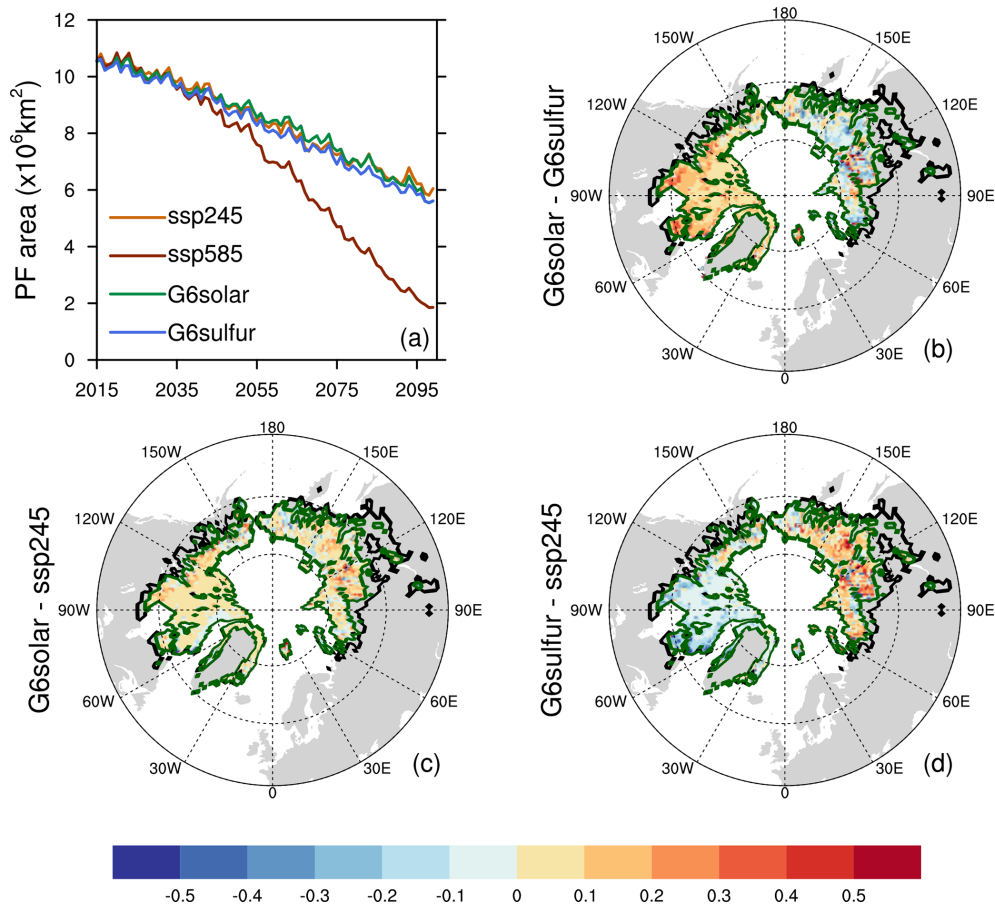 PF area (x10⁶km²)
12
10
8
6
4
2
0
2015 2035 2055 2075 2095
ssp245
ssp585
G6solar
G6sulfur
(a)
G6solar - G6sulfur
180
150W 150E
120W 120E
90W 90E
60W 60E
30W 30E
0
(b)
G6solar - ssp245
180
150W 150E
120W 120E
90W 90E
60W 60E
30W 30E
0
(c)
G6sulfur - ssp245
180
150W 150E
120W 120E
90W 90E
60W 60E
30W 30E
0
(d)
-0.5 -0.4 -0.3 -0.2 -0.1 0 0.1 0.2 0.3 0.4 0.5